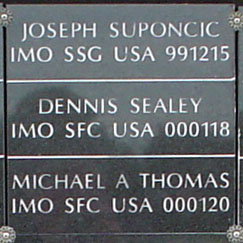 JOSEPH SUPONCIC
IMO SSG USA 991215
DENNIS SEALEY
IMO SFC USA 000118
MICHAEL A THOMAS
IMO SFC USA 000120